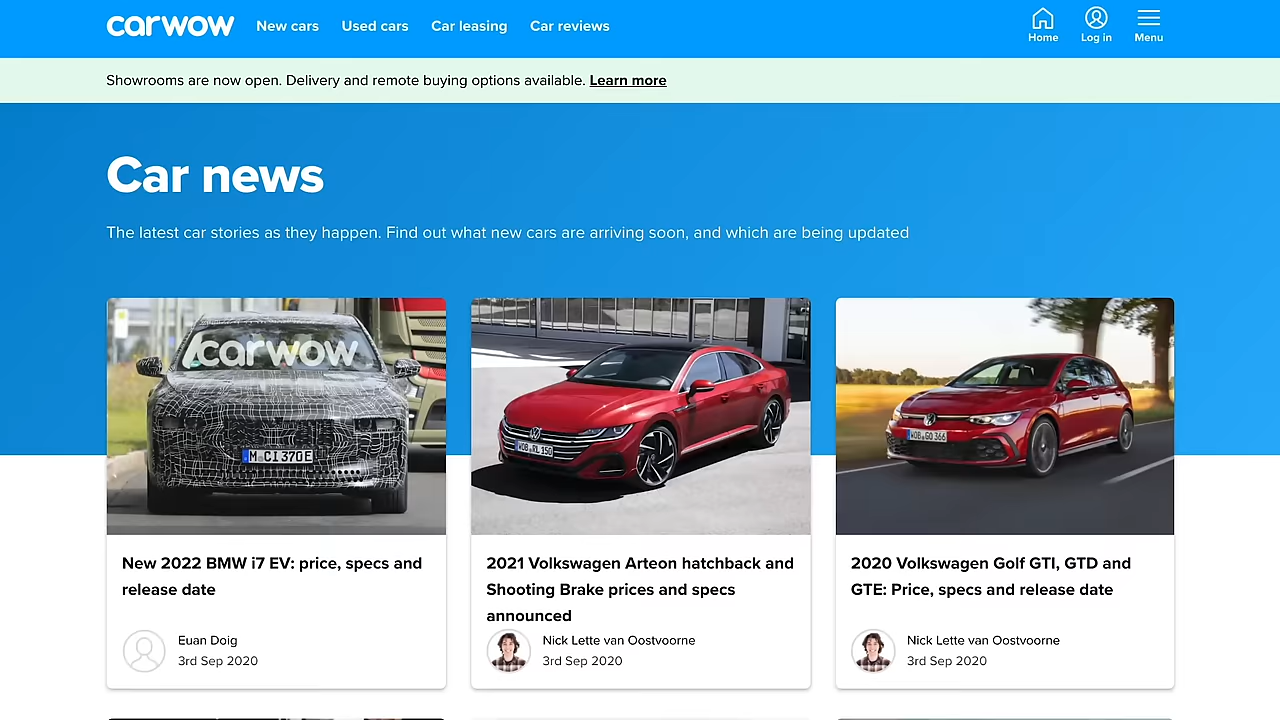 carwow New cars Used cars Car leasing Car reviews Home Log in Menu
Showrooms are now open. Delivery and remote buying options available. Learn more
Car news
The latest car stories as they happen. Find out what new cars are arriving soon, and which are being updated
carwow
M CI 370E
WOB RL 150
WOB GO 366
New 2022 BMW i7 EV: price, specs and
release date
Euan Doig
3rd Sep 2020
2021 Volkswagen Arteon hatchback and
Shooting Brake prices and specs
announced
Nick Lette van Oostvoorne
3rd Sep 2020
2020 Volkswagen Golf GTI, GTD and
GTE: Price, specs and release date
Nick Lette van Oostvoorne
3rd Sep 2020